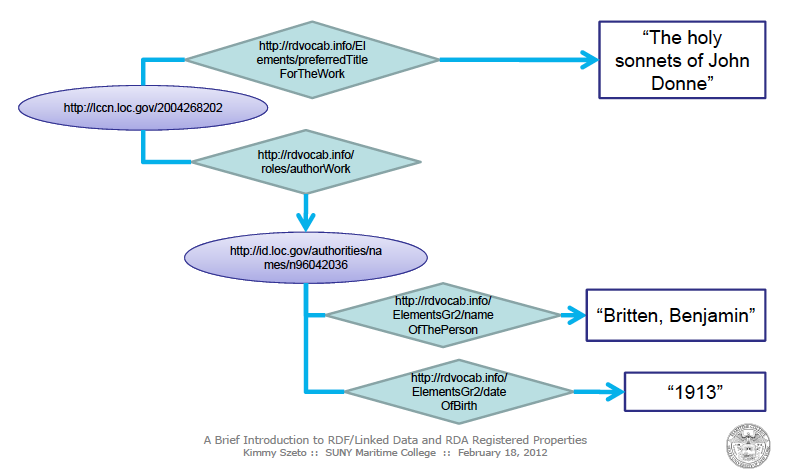 http://rdvocab.info/El
ements/preferredTitle
ForTheWork
“The holy
sonnets of John
Donne”
http://lccn.loc.gov/2004268202
http://rdvocab.info/
roles/authorWork
http://id.loc.gov/authorities/na
mes/n96042036
http://rdvocab.info/
ElementsGr2/name
OfThePerson
“Britten, Benjamin”
http://rdvocab.info/
ElementsGr2/date
OfBirth
“1913”
A Brief Introduction to RDF/Linked Data and RDA Registered Properties
Kimmy Szeto :: SUNY Maritime College :: February 18, 2012